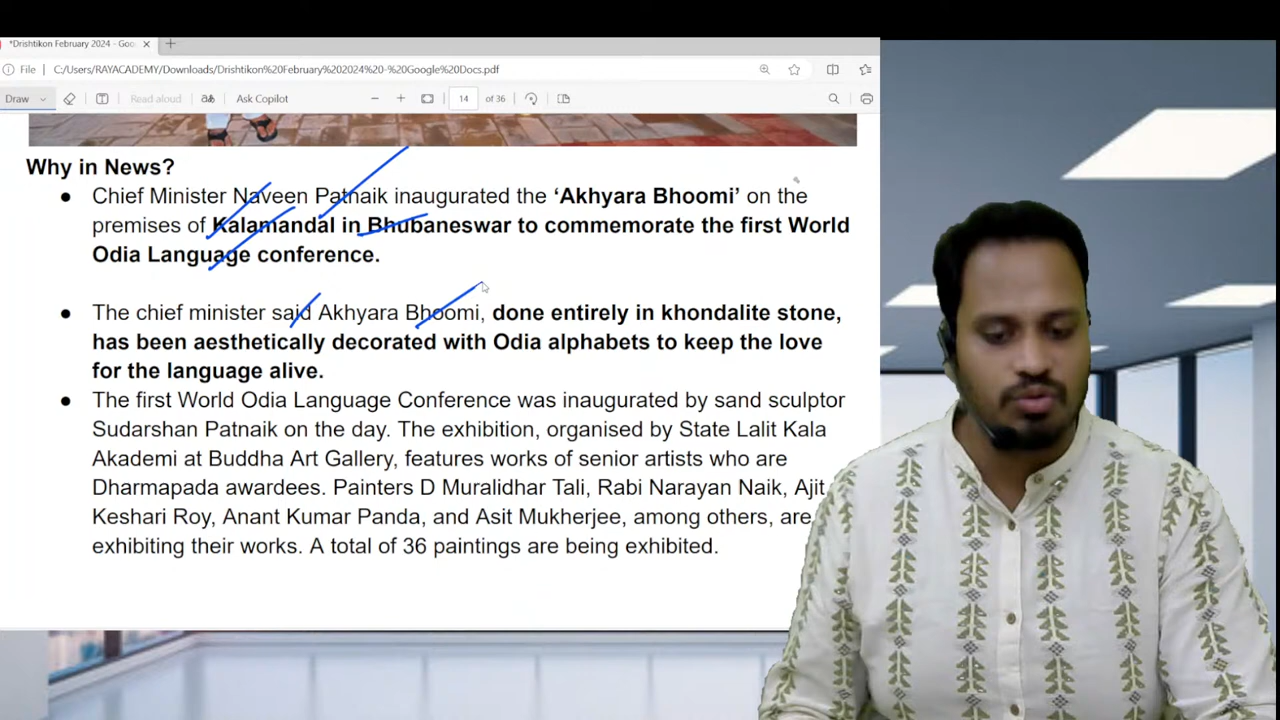 *Drishtikon February 2024 - Goo
File C:/Users/RAYACADEMY/Downloads/Drishtikon%20February%202024%20-%20Google%20Docs.pdf
Draw Read aloud Ask Copilot 14 of 36
Why in News?
● Chief Minister Naveen Patnaik inaugurated the ‘Akhyara Bhoomi’ on the
premises of Kalamandal in Bhubaneswar to commemorate the first World
Odia Language conference.
● The chief minister said Akhyara Bhoomi, done entirely in khondalite stone,
has been aesthetically decorated with Odia alphabets to keep the love
for the language alive.
● The first World Odia Language Conference was inaugurated by sand sculptor
Sudarshan Patnaik on the day. The exhibition, organised by State Lalit Kala
Akademi at Buddha Art Gallery, features works of senior artists who are
Dharmapada awardees. Painters D Muralidhar Tali, Rabi Narayan Naik, Ajit
Keshari Roy, Anant Kumar Panda, and Asit Mukherjee, among others, are
exhibiting their works. A total of 36 paintings are being exhibited.